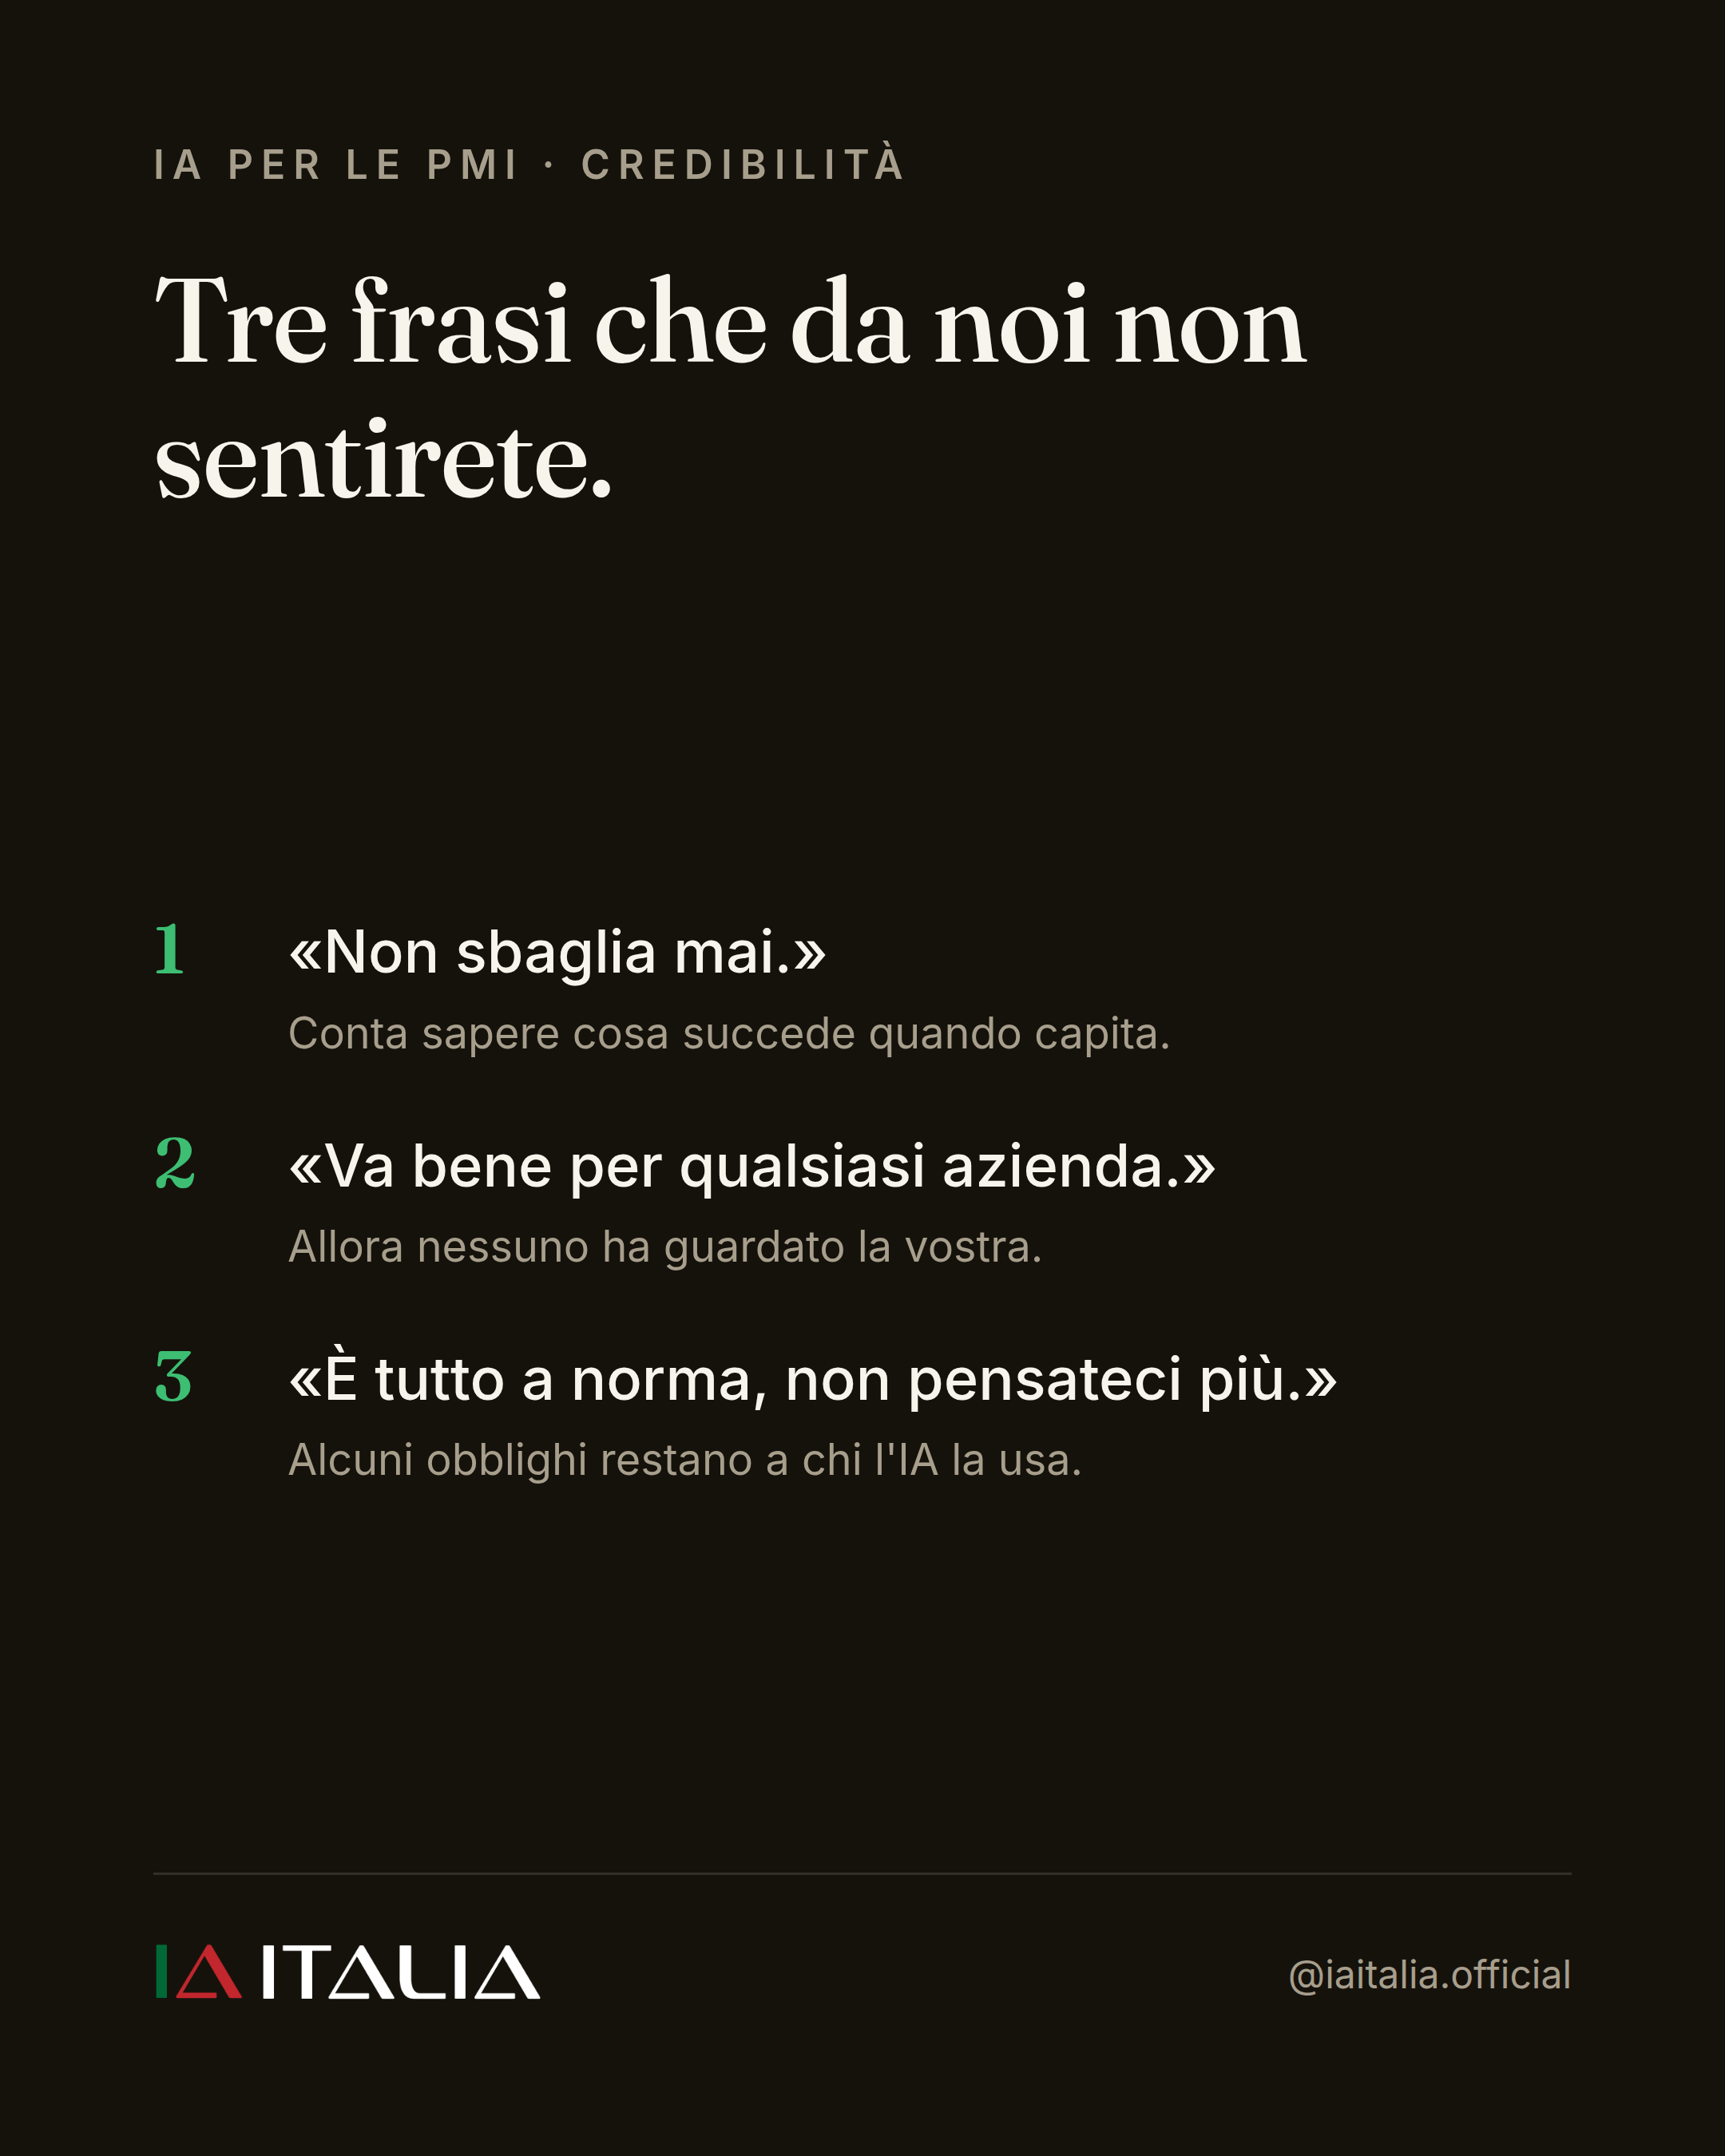 IA PER LE PMI · CREDIBILITÀ
Tre frasi che da noi non
sentirete.
1 «Non sbaglia mai.»
Conta sapere cosa succede quando capita.
2 «Va bene per qualsiasi azienda.»
Allora nessuno ha guardato la vostra.
3 «È tutto a norma, non pensateci più.»
Alcuni obblighi restano a chi l'IA la usa.
IA ITALIA @iaitalia.official